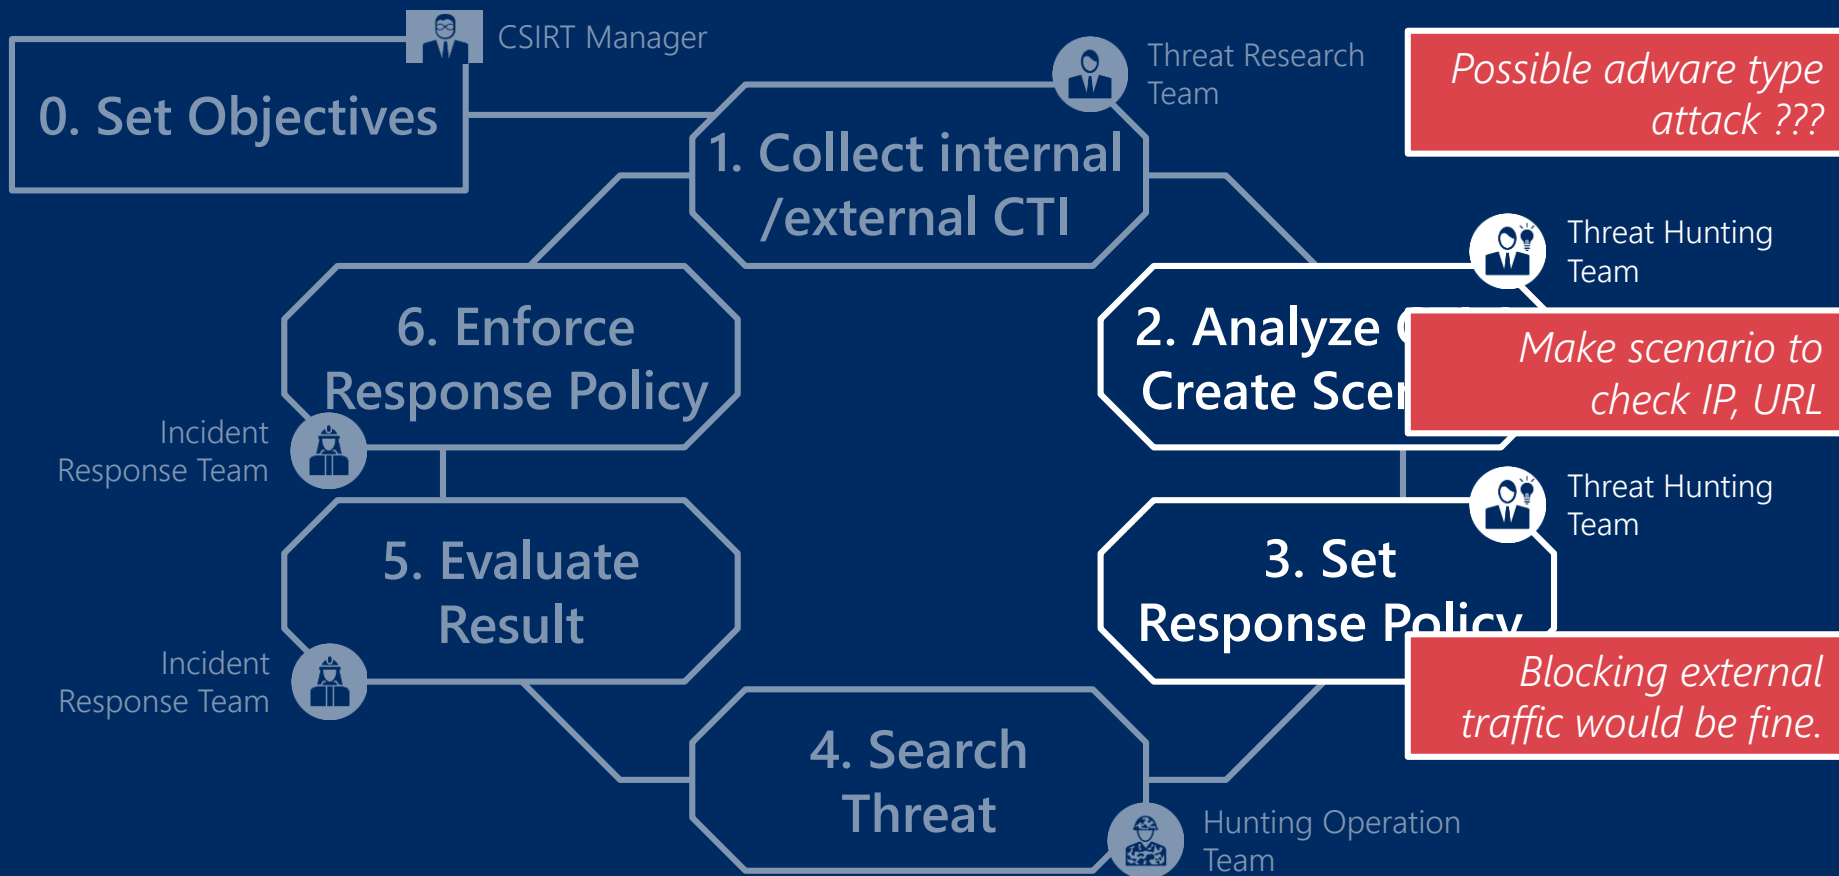 CSIRT Manager
0. Set Objectives
Threat Research
Team
1. Collect internal
/external CTI
Possible adware type
attack ???
Threat Hunting
Team
2. Analyze
Create
Make scenario to
check IP, URL
6. Enforce
Response Policy
Incident
Response Team
Threat Hunting
Team
3. Set
Response Policy
Blocking external
traffic would be fine.
5. Evaluate
Result
Incident
Response Team
4. Search
Threat
Hunting Operation
Team